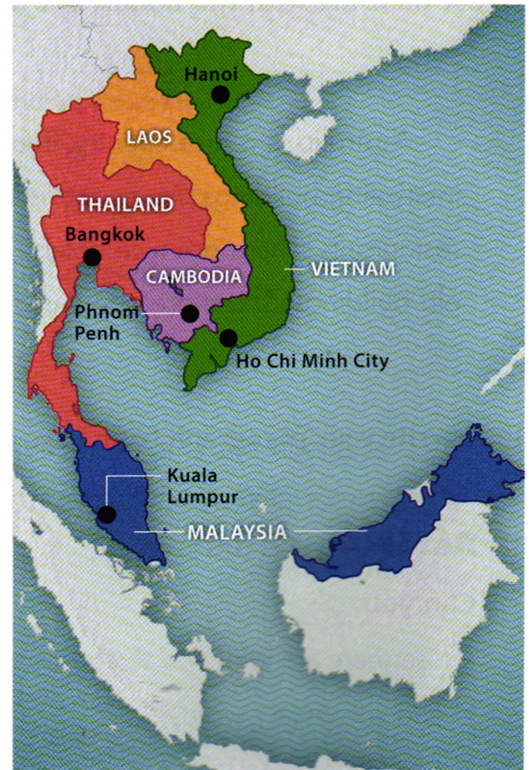 Hanoi
LAOS
THAILAND
Bangkok
CAMBODIA
VIETNAM
Phnom
Penh
Ho Chi Minh City
Kuala
Lumpur
MALAYSIA